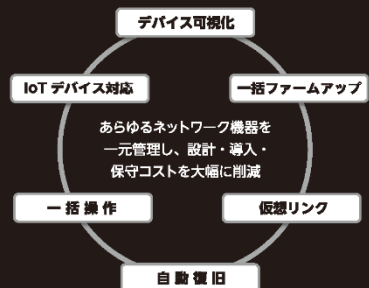 デバイス可視化
IoT デバイス対応
一括ファームアップ
あらゆるネットワーク機器を
一元管理し、設計・導入・
保守コストを大幅に削減
一 括 操 作
仮想リンク
自 動 復 旧